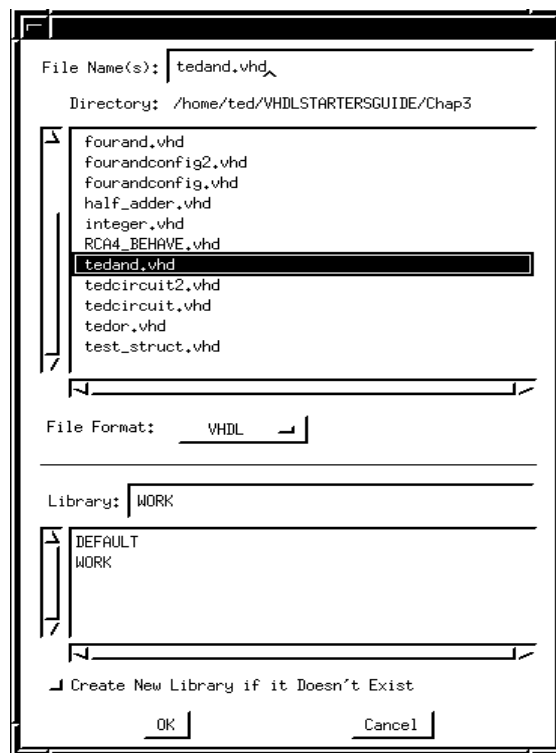 File Name(s): tedand.vhd
Directory: /home/ted/VHDLSTARTERSGUIDE/Chap3
fourand.vhd
fourandconfig2.vhd
fourandconfig.vhd
half_adder.vhd
integer.vhd
RCA4_BEHAVE.vhd
tedand.vhd
tedcircuit2.vhd
tedcircuit.vhd
tedor.vhd
test_struct.vhd
File Format: VHDL
Library: WORK
DEFAULT
WORK
Create New Library if it Doesn't Exist
OK Cancel